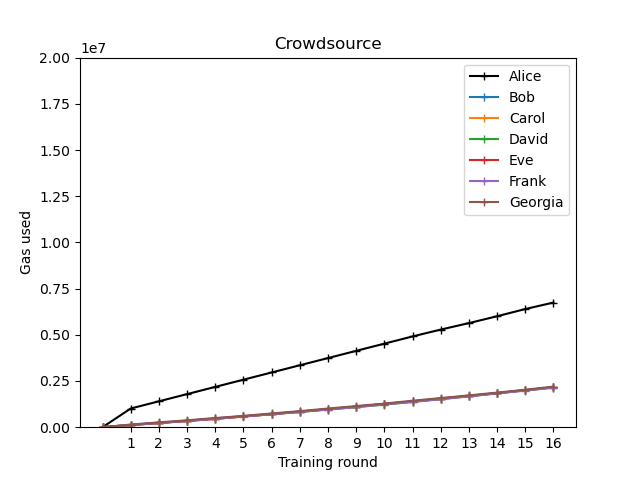 Crowdsource
1e7
2.00
1.75
1.50
1.25
1.00
0.75
0.50
0.25
0.00
Gas used
Alice
Bob
Carol
David
Eve
Frank
Georgia
1 2 3 4 5 6 7 8 9 10 11 12 13 14 15 16
Training round